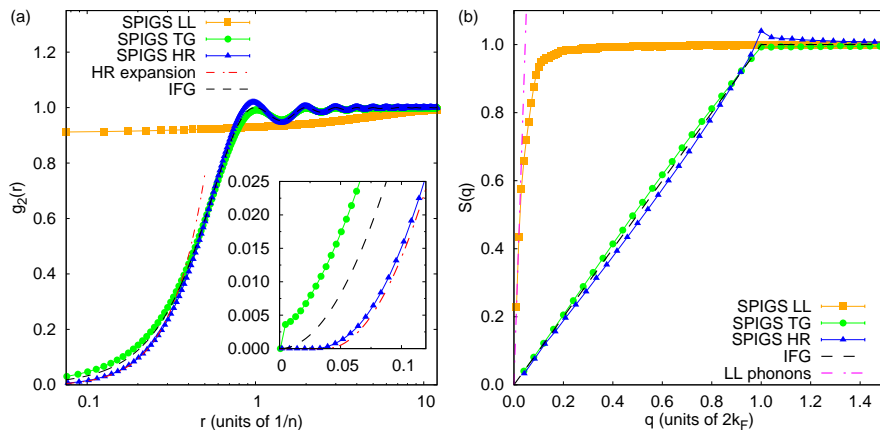 (a)
SPIGS LL
SPIGS TG
SPIGS HR
HR expansion
IFG
g2(r)
1.2
1.0
0.8
0.6
0.4
0.2
0.0
0.1
1
10
r (units of 1/n)
0.025
0.020
0.015
0.010
0.005
0.000
0
0.05
0.1
(b)
S(q)
1.0
0.8
0.6
0.4
0.2
0.0
0.0 0.2 0.4 0.6 0.8 1.0 1.2 1.4
q (units of 2kF)
SPIGS LL
SPIGS TG
SPIGS HR
IFG
LL phonons